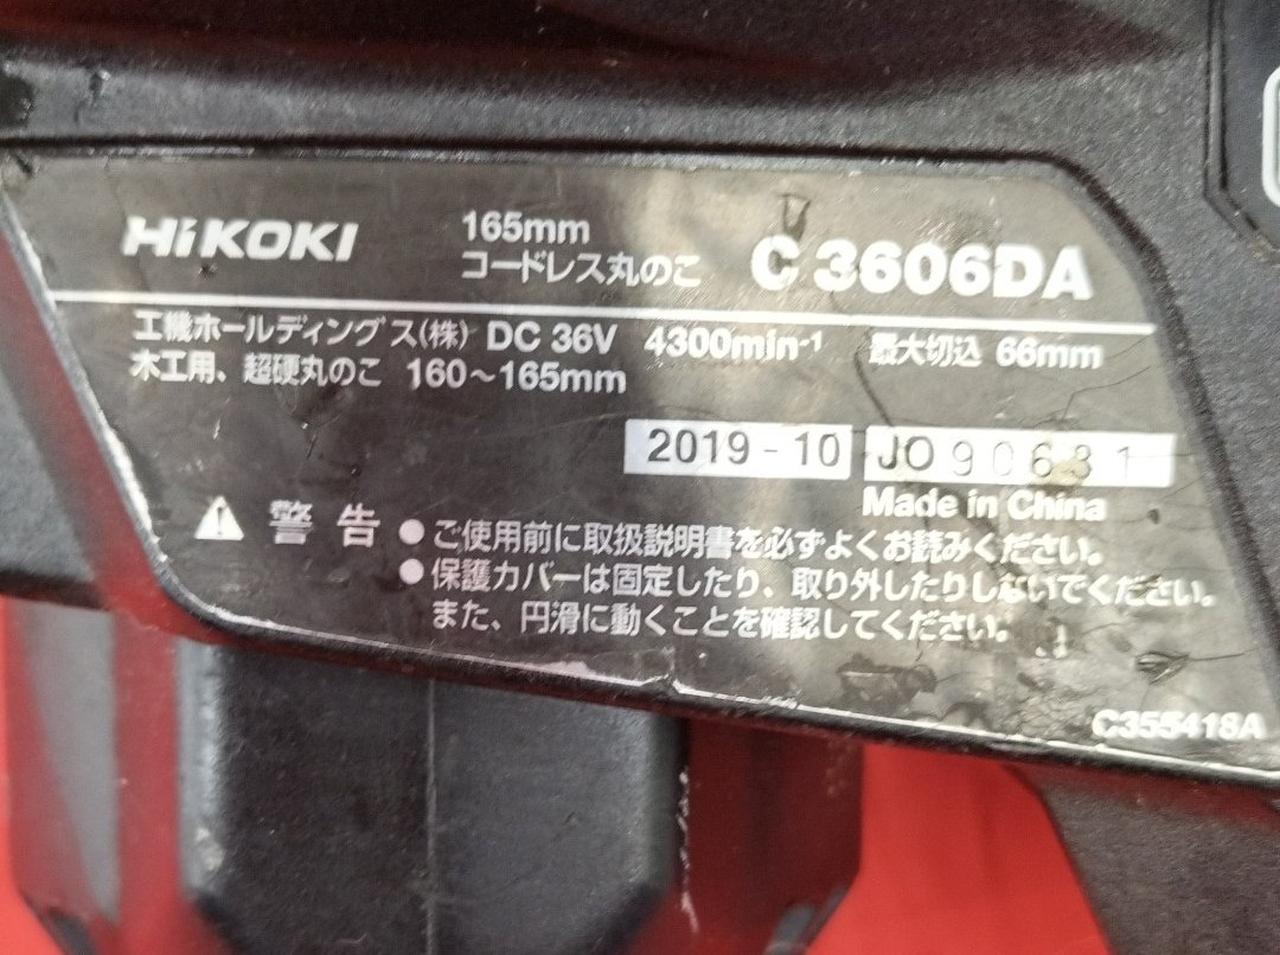 HiKOKI
165mm
コードレス丸のこ
C 3606DA
工機ホールディングス(株) DC 36V 4300min-1 最大切込 66mm
木工用、超硬丸のこ 160～165mm
2019-10 JO90631
Made in China
警告
●ご使用前に取扱説明書を必ずよくお読みください。
●保護カバーは固定したり、取り外したりしないでください。
また、円滑に動くことを確認してください。
C355418A